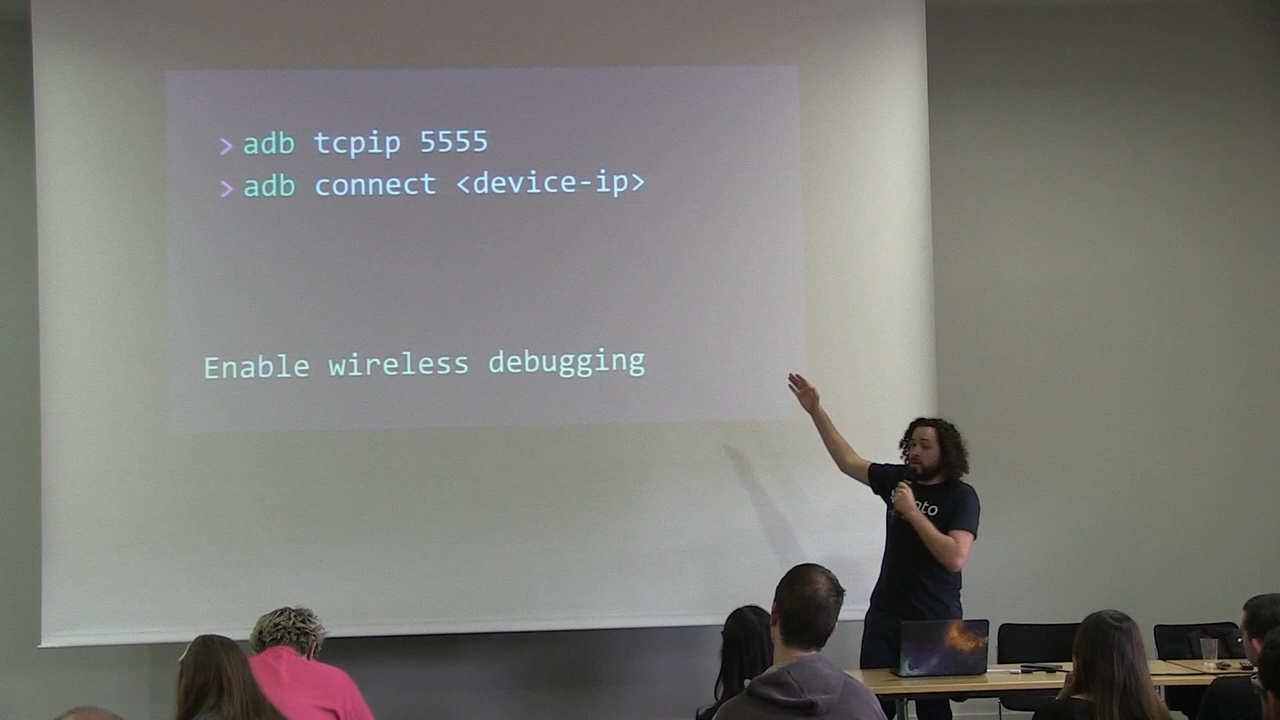 > adb tcpip 5555
> adb connect <device-ip>
Enable wireless debugging